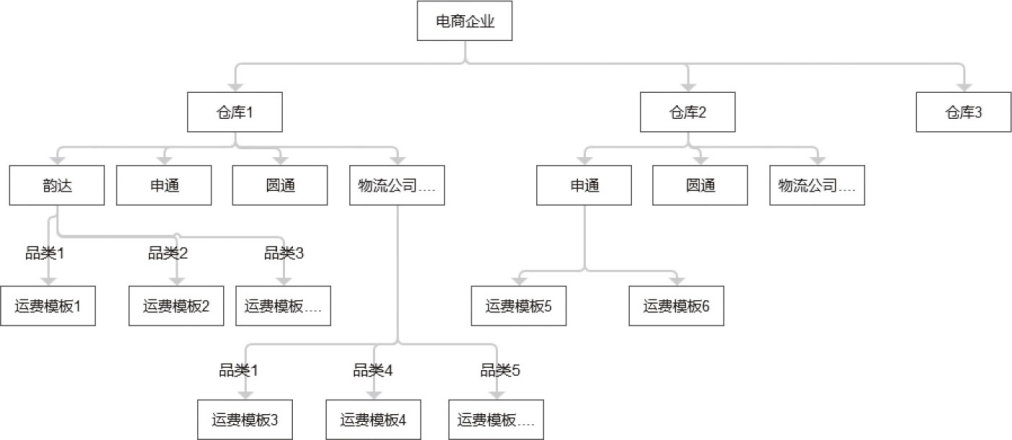 电商企业
仓库1
仓库2
仓库3
韵达
申通
圆通
物流公司....
申通
圆通
物流公司....
品类1
品类2
品类3
运费模板1
运费模板2
运费模板....
运费模板5
运费模板6
品类1
品类4
品类5
运费模板3
运费模板4
运费模板....